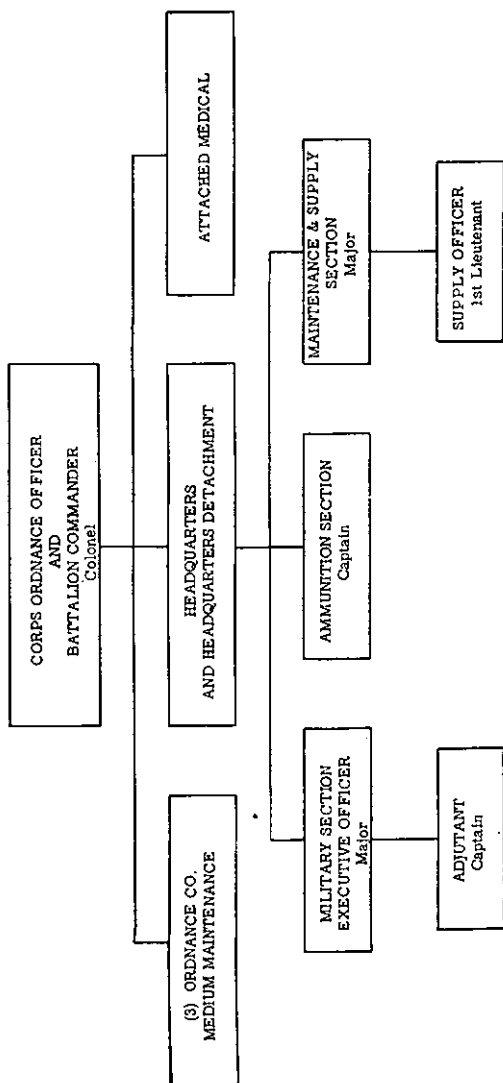 CORPS ORDNANCE OFFICER
AND
BATTALION COMMANDER
Colonel
(3) ORDNANCE CO.
MEDIUM MAINTENANCE
HEADQUARTERS
AND HEADQUARTERS DETACHMENT
ATTACHED MEDICAL
MILITARY SECTION
EXECUTIVE OFFICER
Major
AMMUNITION SECTION
Captain
MAINTENANCE & SUPPLY
SECTION
Major
ADJUTANT
Captain
SUPPLY OFFICER
1st Lieutenant